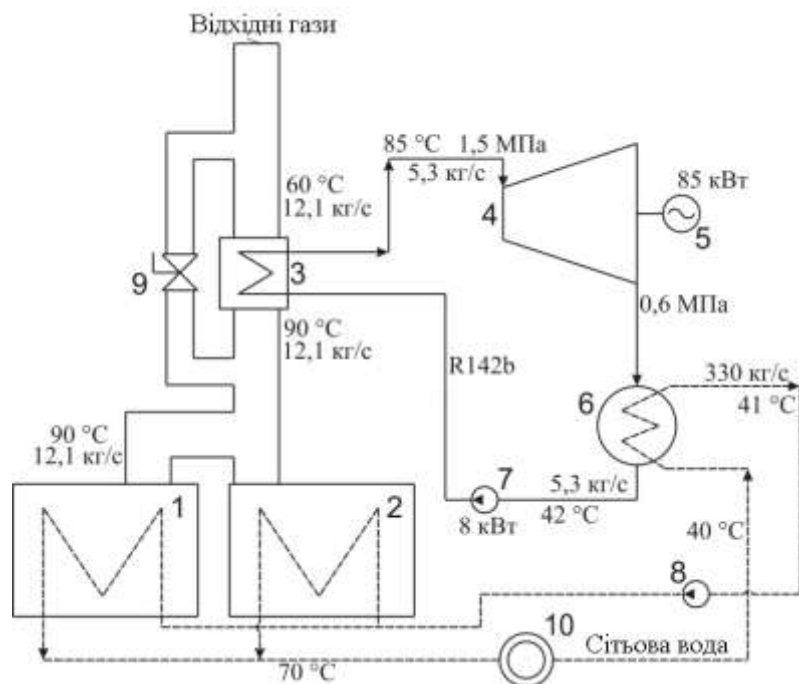 Відхідні гази
85 °C 1,5 МПа
5,3 кг/с
60 °C
12,1 кг/с
85 кВт
4
5
9
3
0,6 МПа
90 °C
12,1 кг/с
R142b
330 кг/с
6
41 °C
90 °C
12,1 кг/с
7
5,3 кг/с
1
2
8 кВт
42 °C
40 °C
8
10
Сітьова вода
70 °C